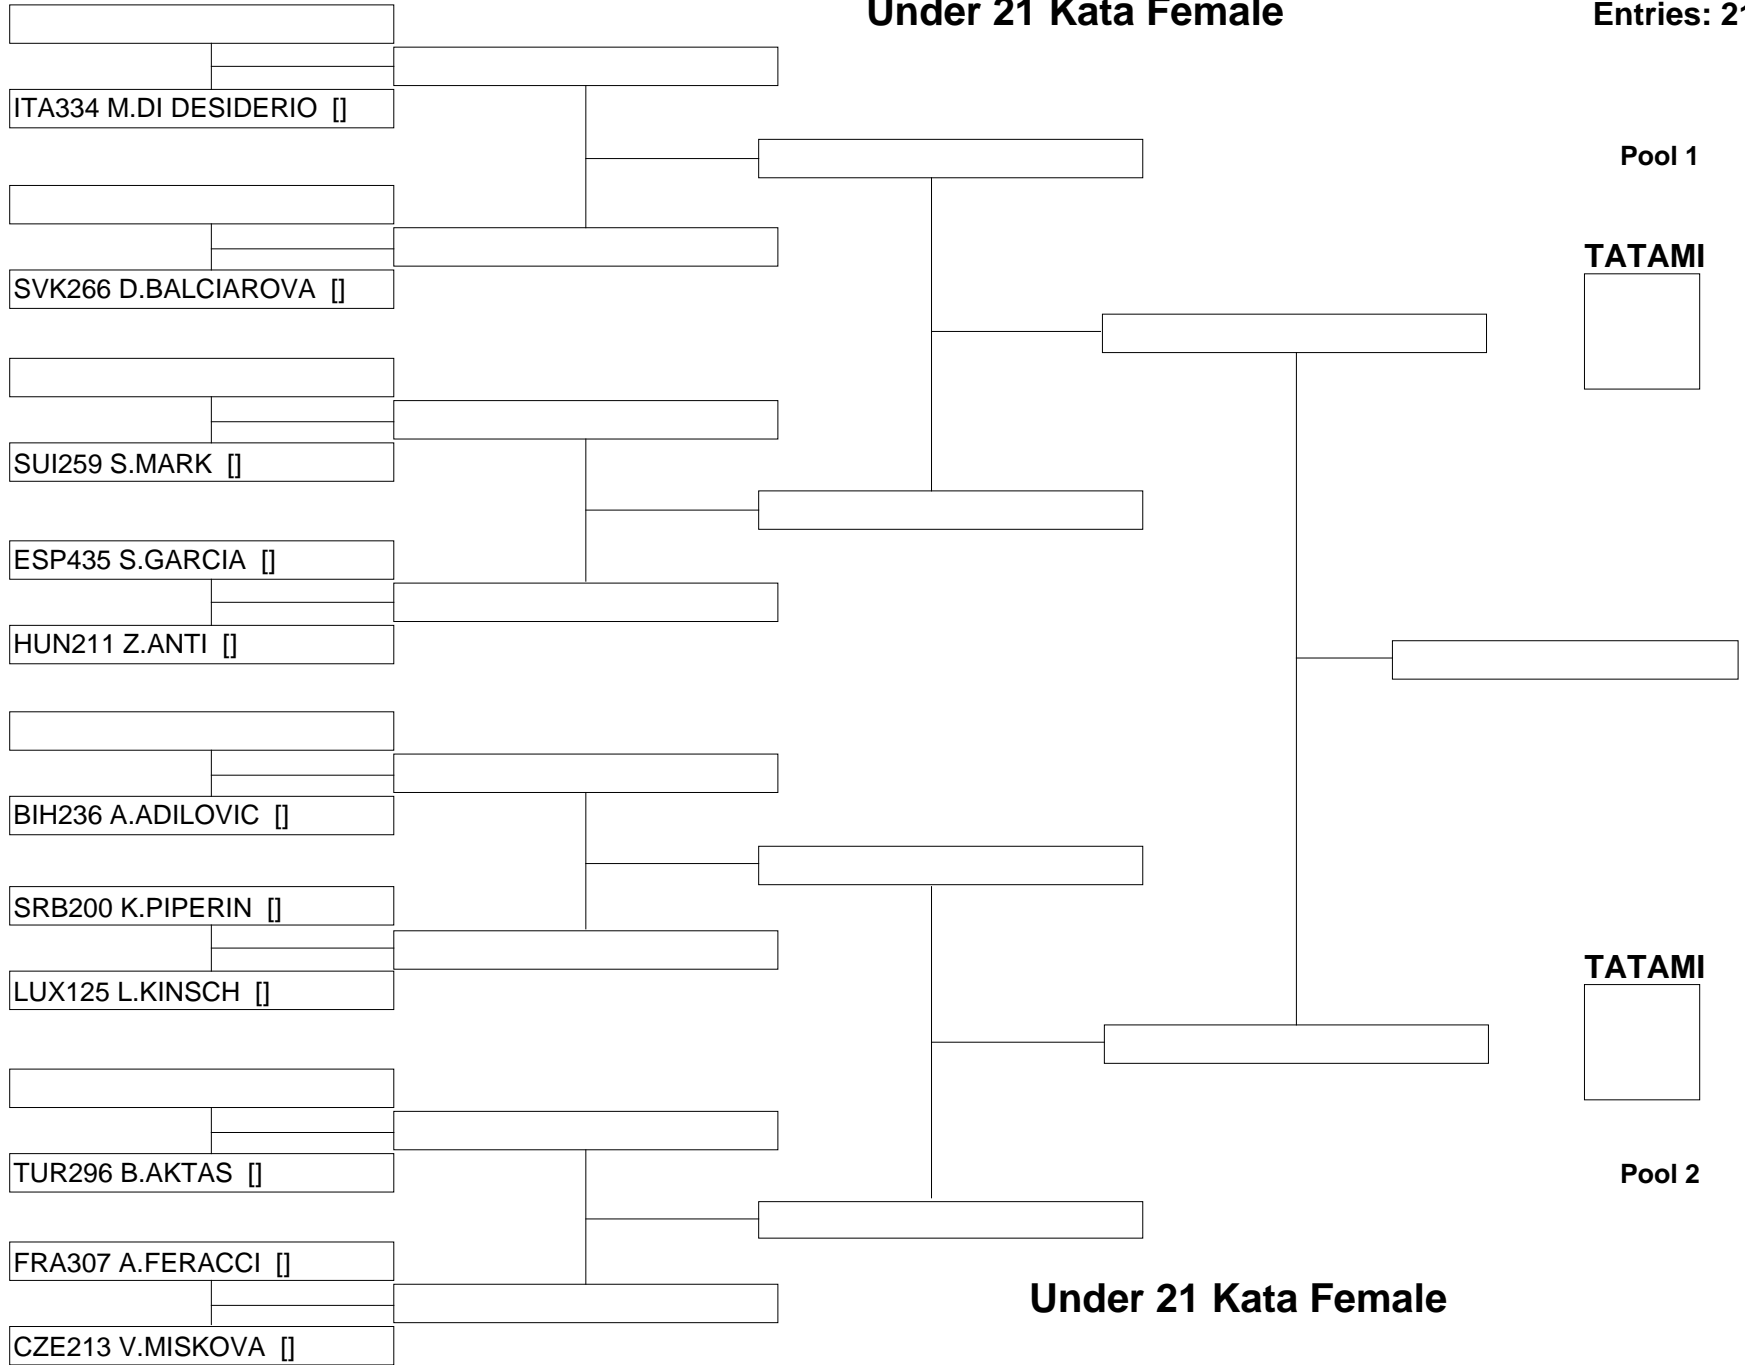 Under 21 Kata Female
Entries: 21
ITA334 M.DI DESIDERIO []
Pool 1
TATAMI
SVK266 D.BALCIAROVA []
SUI259 S.MARK []
ESP435 S.GARCIA []
HUN211 Z.ANTI []
BIH236 A.ADILOVIC []
SRB200 K.PIPERIN []
TATAMI
LUX125 L.KINSCH []
TUR296 B.AKTAS []
Pool 2
FRA307 A.FERACCI []
Under 21 Kata Female
CZE213 V.MISKOVA []